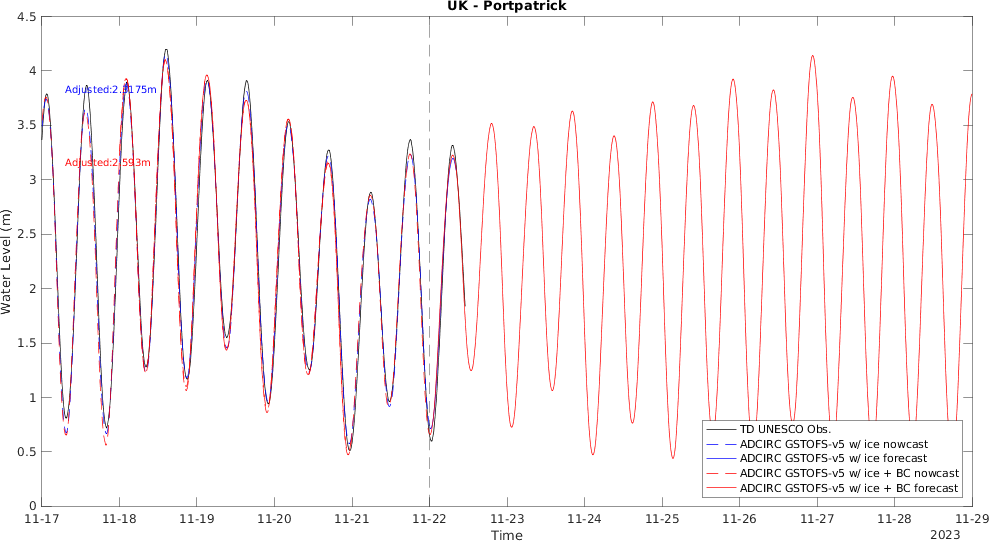 UK - Portpatrick
4.5
4
3.5
3
2.5
2
1.5
1
0.5
0
Water Level (m)
Adjusted:2.3175m
Adjusted:2.593m
TD UNESCO Obs.
ADCIRC GSTOFS-v5 w/ ice nowcast
ADCIRC GSTOFS-v5 w/ ice forecast
ADCIRC GSTOFS-v5 w/ ice + BC nowcast
ADCIRC GSTOFS-v5 w/ ice + BC forecast
11-17 11-18 11-19 11-20 11-21 11-22 11-23 11-24 11-25 11-26 11-27 11-28 11-29
Time
2023